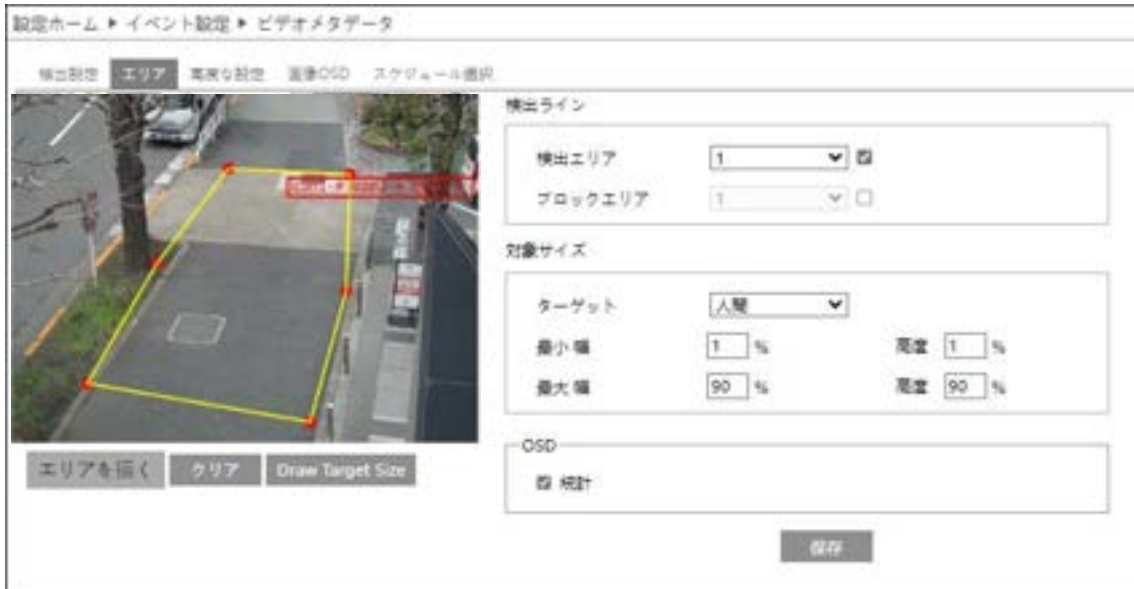 設定ホーム ▶ イベント設定 ▶ ビデオメタデータ
検出設定 エリア 高度な設定 画像OSD スケジュール選択
検出ライン
検出エリア 1
ブロックエリア 1
対象サイズ
ターゲット 人間
最小 幅 1 % 高度 1 %
最大 幅 90 % 高度 90 %
OSD
統計
エリアを描く クリア Draw Target Size
保存